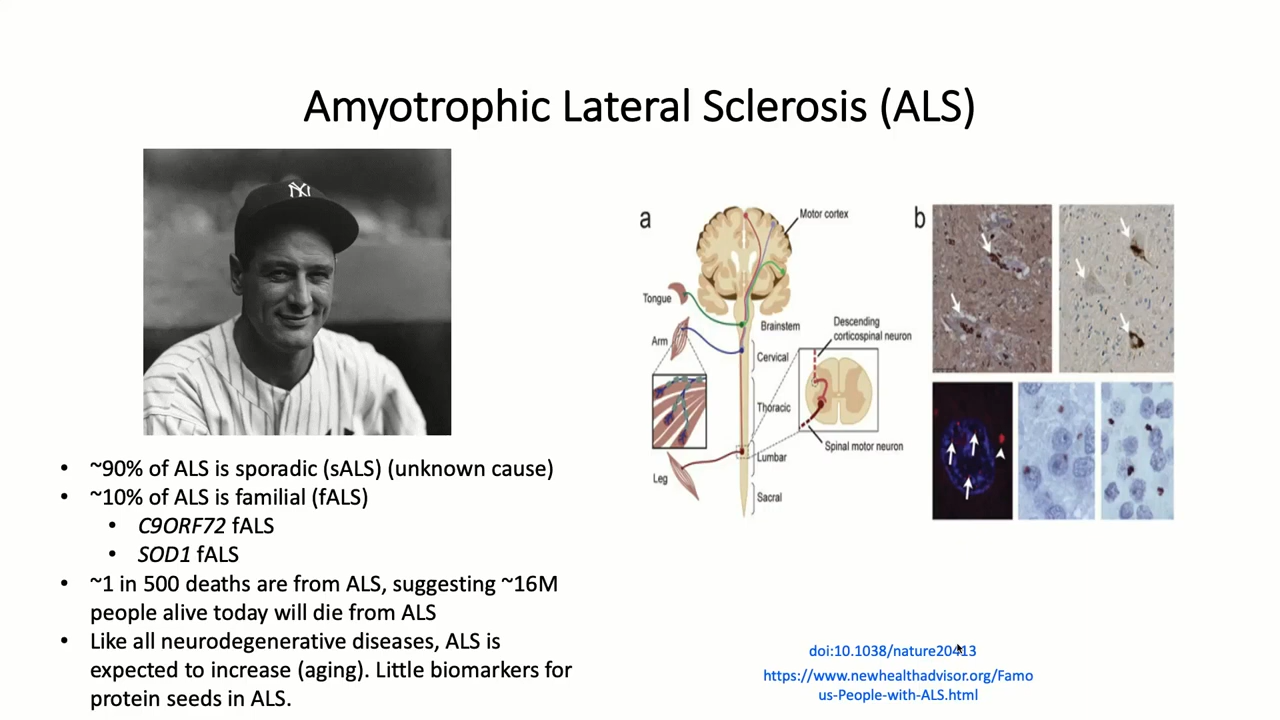 Amyotrophic Lateral Sclerosis (ALS)
NY
• ~90% of ALS is sporadic (sALS) (unknown cause)
• ~10% of ALS is familial (fALS)
• C9ORF72 fALS
• SOD1 fALS
• ~1 in 500 deaths are from ALS, suggesting ~16M
people alive today will die from ALS
• Like all neurodegenerative diseases, ALS is
expected to increase (aging). Little biomarkers for
protein seeds in ALS.
a
Motor cortex
Tongue
Arm
Brainstem
Descending
corticospinal neuron
Cervical
Thoracic
Spinal motor neuron
Lumbar
Leg
Sacral
b
doi:10.1038/nature20413
https://www.newhealthadvisor.org/Famo
us-People-with-ALS.html